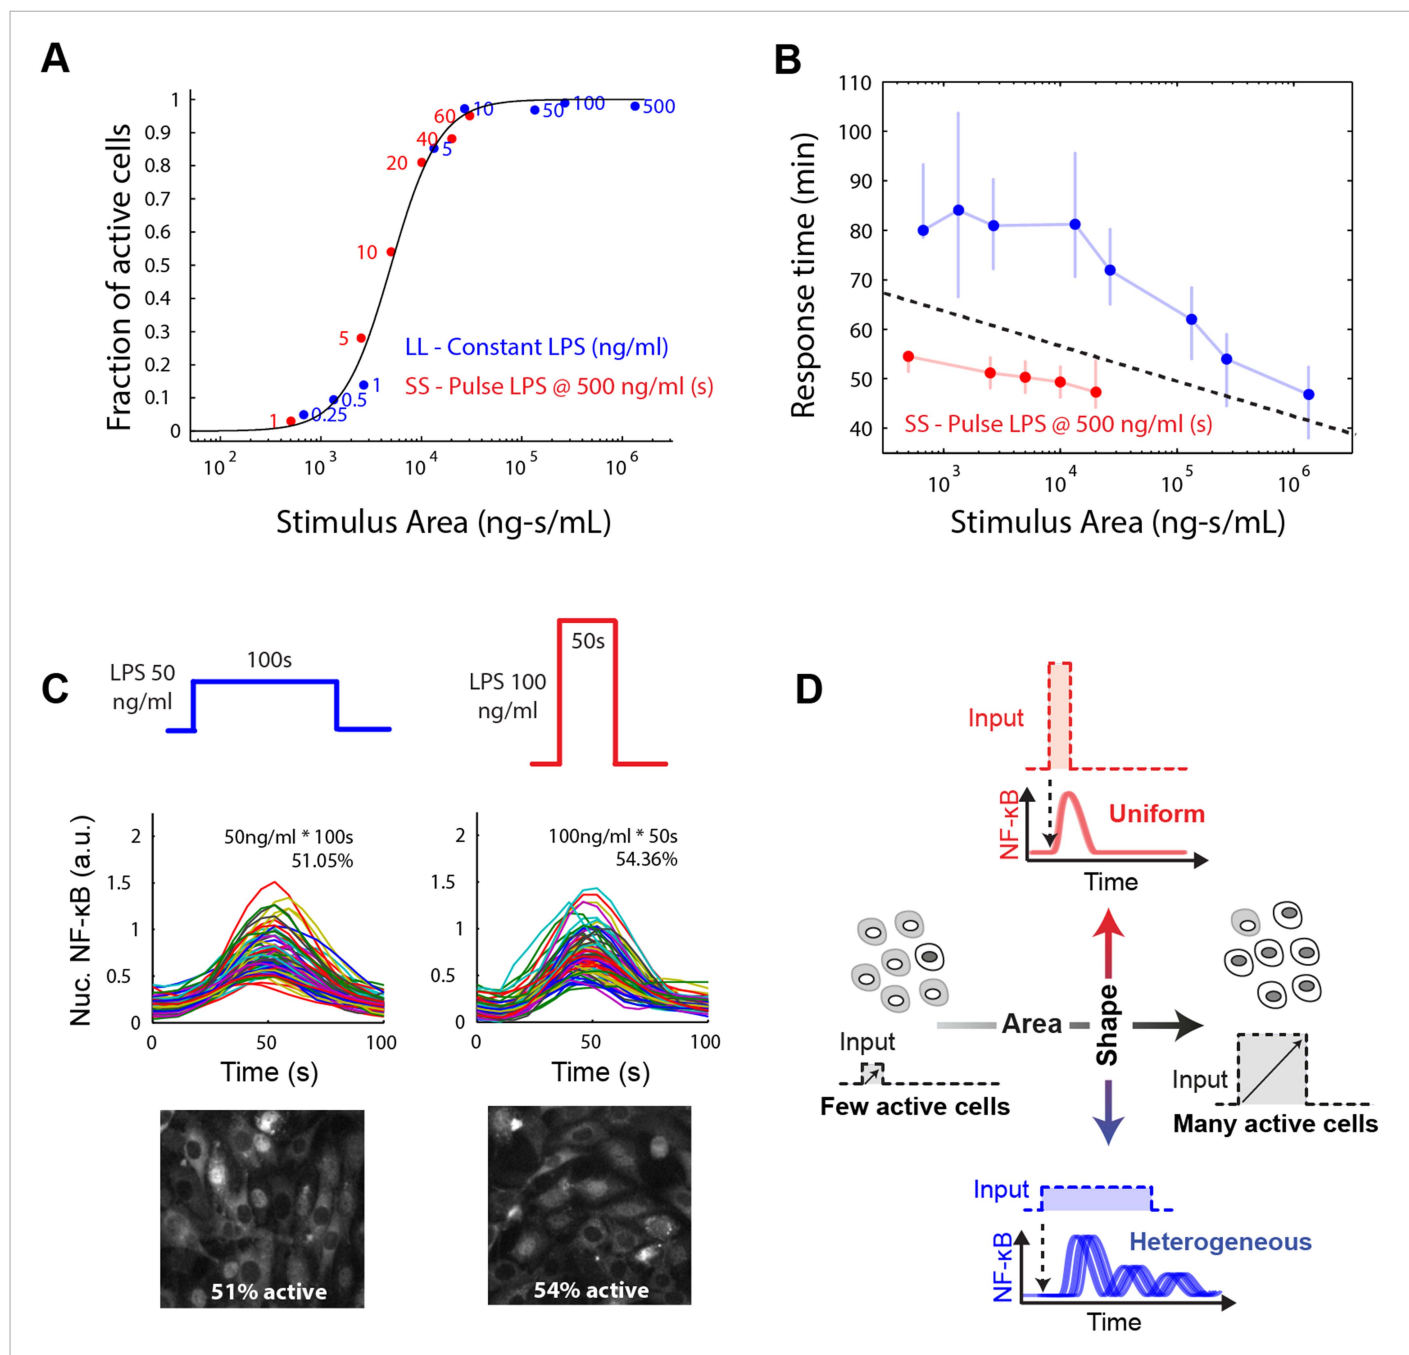 A
Fraction of active cells
1
0.9
0.8
0.7
0.6
0.5
0.4
0.3
0.2
0.1
0
60
10
50
100
500
40
5
20
10
5
LL - Constant LPS (ng/ml)
SS - Pulse LPS @ 500 ng/ml (s)
1
0.5
0.25
1
10^2
10^3
10^4
10^5
10^6
Stimulus Area (ng-s/mL)
B
Response time (min)
110
100
90
80
70
60
50
40
SS - Pulse LPS @ 500 ng/ml (s)
10^3
10^4
10^5
10^6
Stimulus Area (ng-s/mL)
C
LPS 50
ng/ml
100s
LPS 100
ng/ml
50s
Nuc. NF-κB (a.u.)
2
1.5
1
0.5
0
50ng/ml * 100s
51.05%
0
50
100
Time (s)
2
1.5
1
0.5
0
100ng/ml * 50s
54.36%
0
50
100
Time (s)
51% active
54% active
D
Input
NF-κB
Uniform
Time
Area
Shape
Input
Few active cells
Input
Many active cells
Input
NF-κB
Heterogeneous
Time